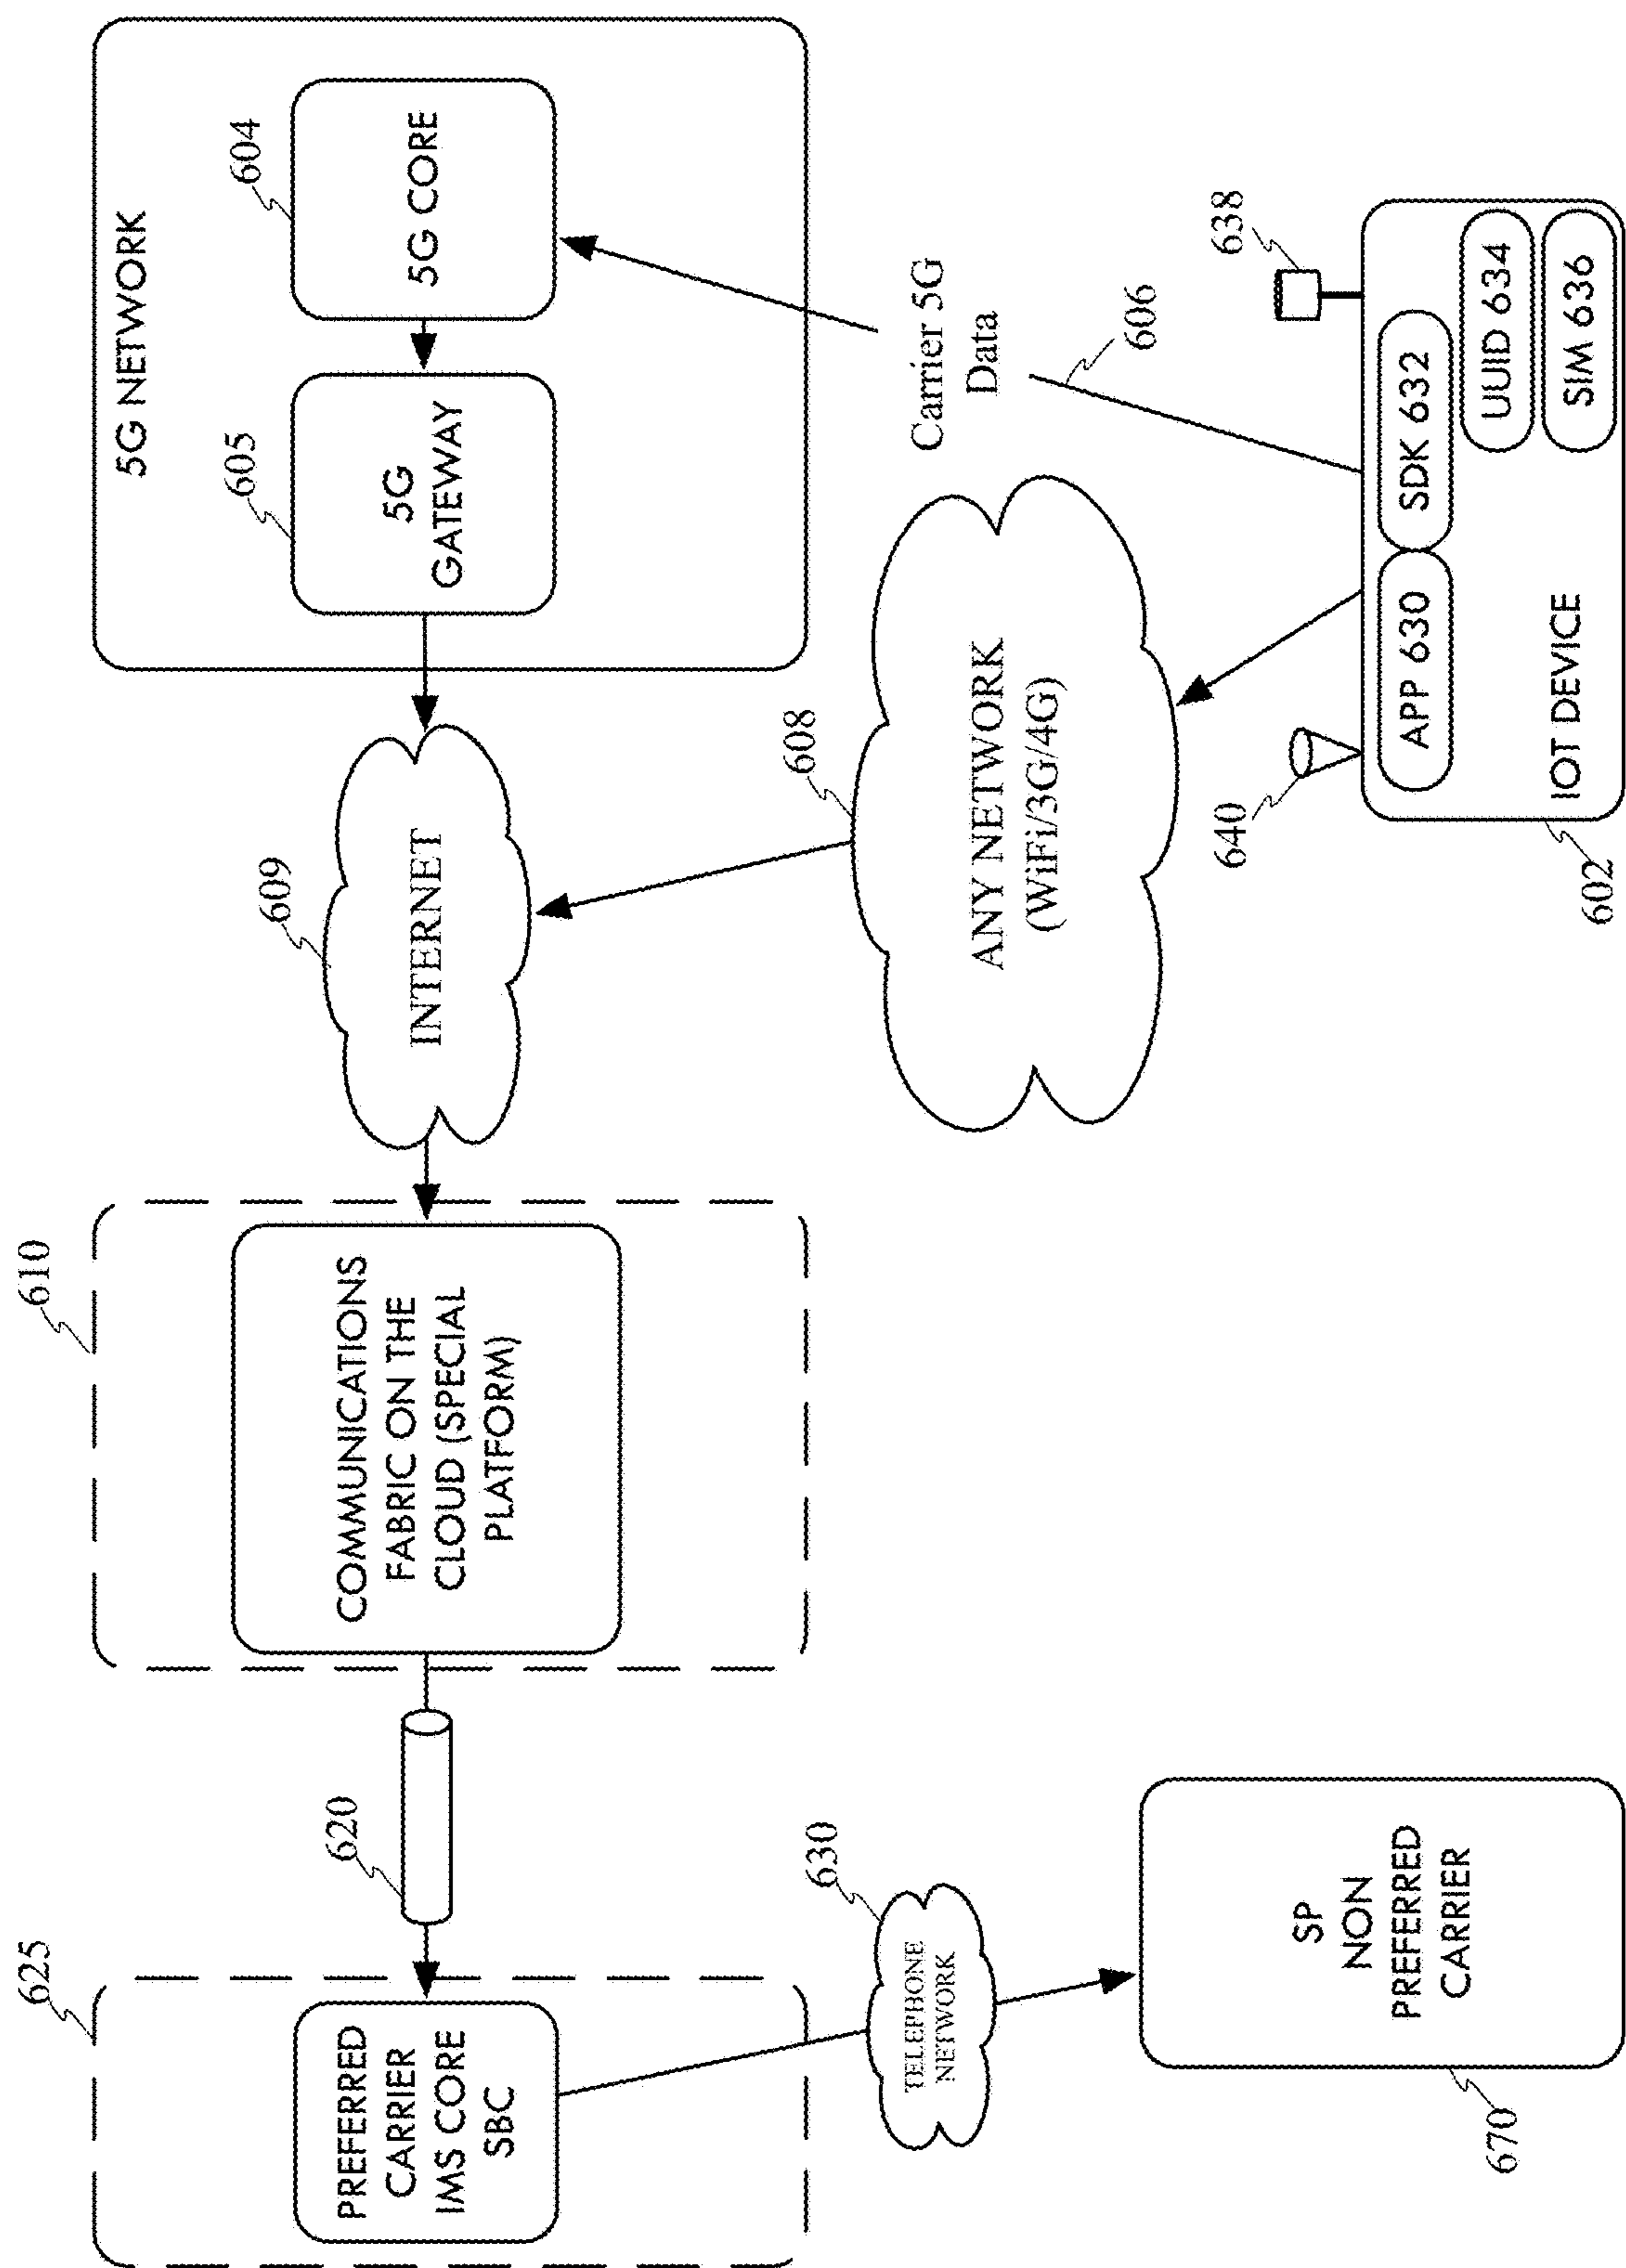 625
PREFERRED
CARRIER
IMS CORE
SBC
620
610
COMMUNICATIONS
FABRIC ON THE
CLOUD (SPECIAL
PLATFORM)
609
INTERNET
5G NETWORK
605
5G
GATEWAY
604
5G CORE
630
TELEPHONE
NETWORK
608
ANY NETWORK
(WiFi/3G/4G)
Carrier 5G
Data
606
SP
NON
PREFERRED
CARRIER
670
640
638
APP 630
SDK 632
UUID 634
SIM 636
IOT DEVICE
602